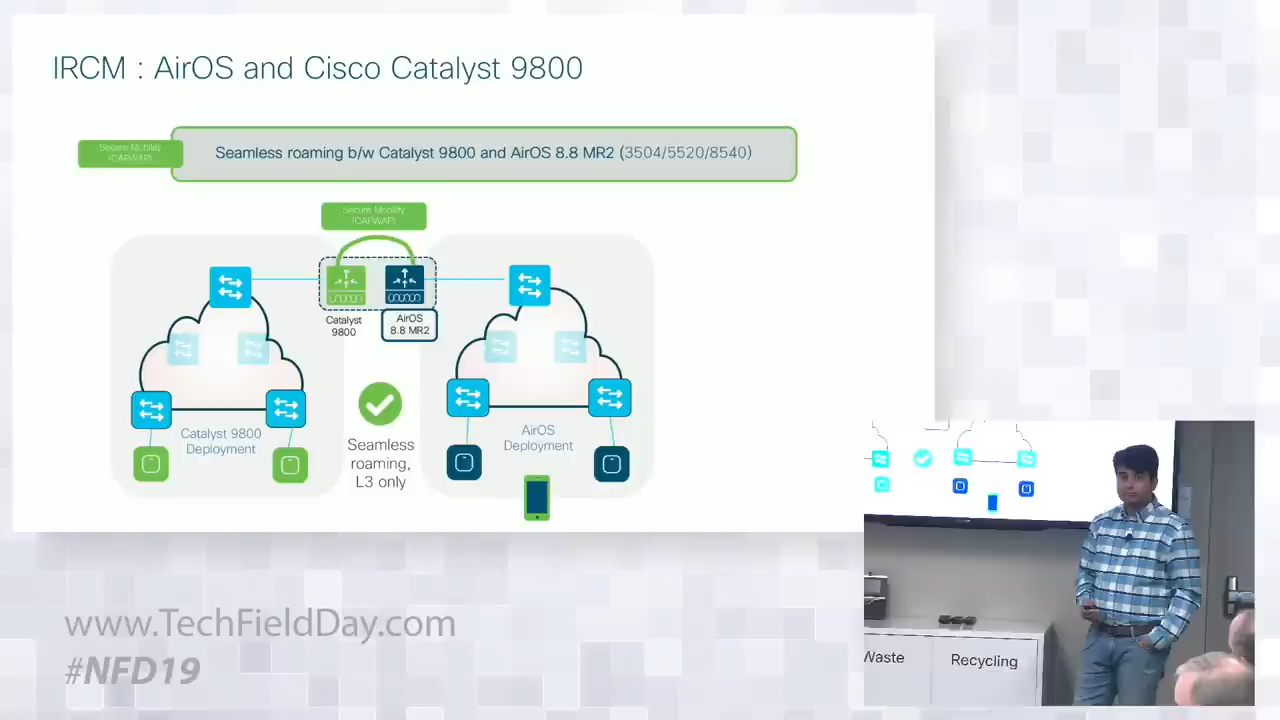 IRCM : AirOS and Cisco Catalyst 9800
Secure Mobility
(CAPWAP)
Seamless roaming b/w Catalyst 9800 and AirOS 8.8 MR2 (3504/5520/8540)
Secure Mobility
(CAPWAP)
Catalyst
9800
AirOS
8.8 MR2
Catalyst 9800
Deployment
Seamless
roaming,
L3 only
AirOS
Deployment
www.TechFieldDay.com
#NFD19
Waste
Recycling